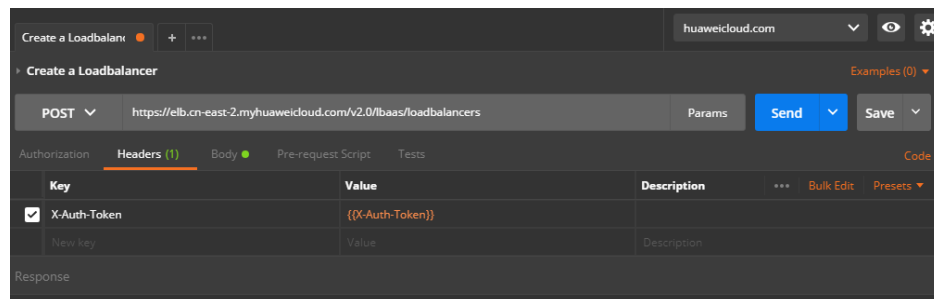 Create a Loadbalanc + ••• huaweicloud.com
Create a Loadbalancer Examples (0)
POST https://elb.cn-east-2.myhuaweicloud.com/v2.0/lbaas/loadbalancers Params Send Save
Authorization Headers (1) Body Pre-request Script Tests Code
Key Value Description ••• Bulk Edit Presets
X-Auth-Token {{X-Auth-Token}}
New key Value Description
Response